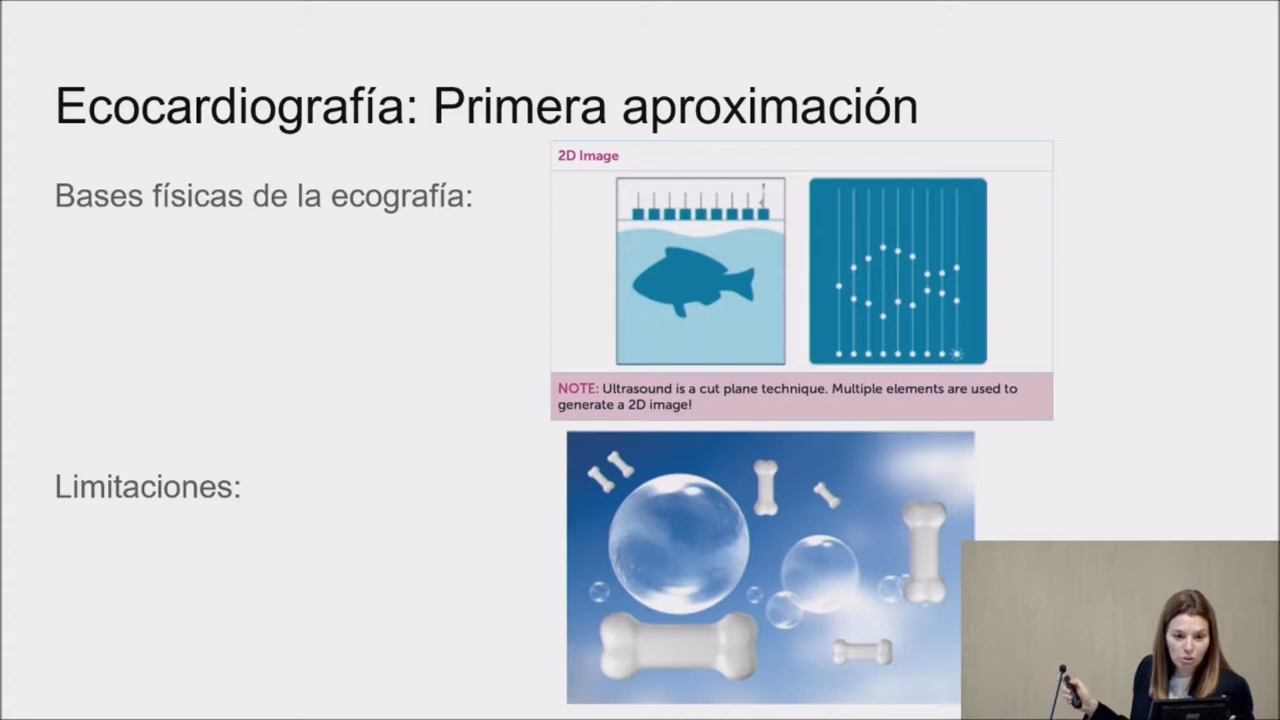 Ecocardiografía: Primera aproximación
2D Image
Bases físicas de la ecografía:
NOTE: Ultrasound is a cut plane technique. Multiple elements are used to
generate a 2D image!
Limitaciones: